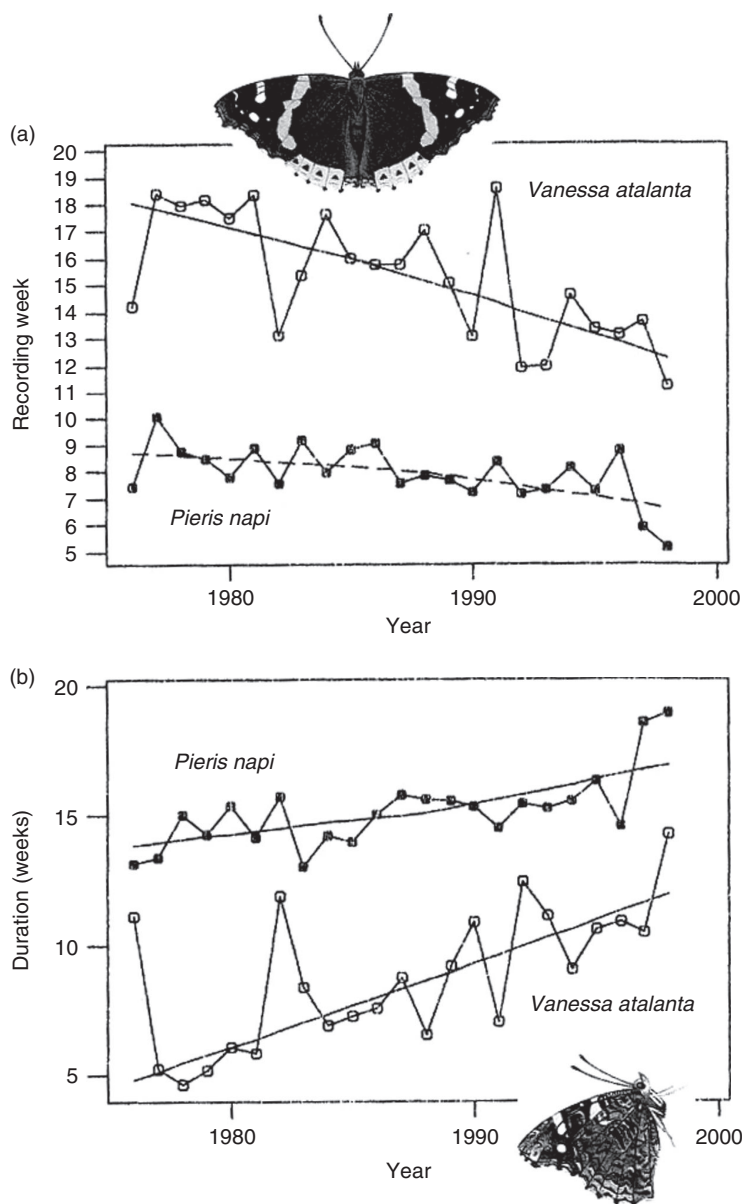 (a)
20
19
18
17
16
15
14
13
12
11
10
9
8
7
6
5
Recording week
Vanessa atalanta
Pieris napi
1980
1990
2000
Year
(b)
20
15
10
5
Duration (weeks)
Pieris napi
Vanessa atalanta
1980
1990
2000
Year